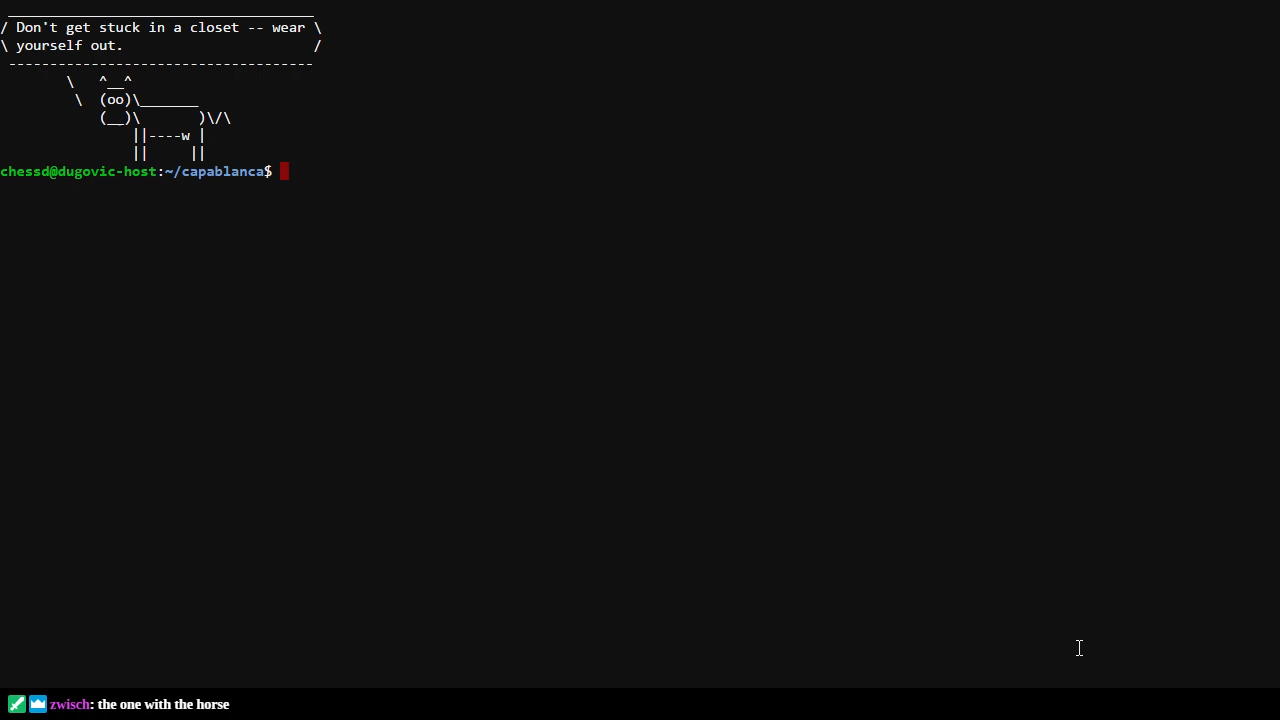 _____________________________________
/ Don't get stuck in a closet -- wear \
\ yourself out.                       /
 -------------------------------------
        \   ^__^
         \  (oo)\_______
            (__)\       )\/\
                ||----w |
                ||     ||
chessd@dugovic-host:~/capablanca$
zwisch: the one with the horse